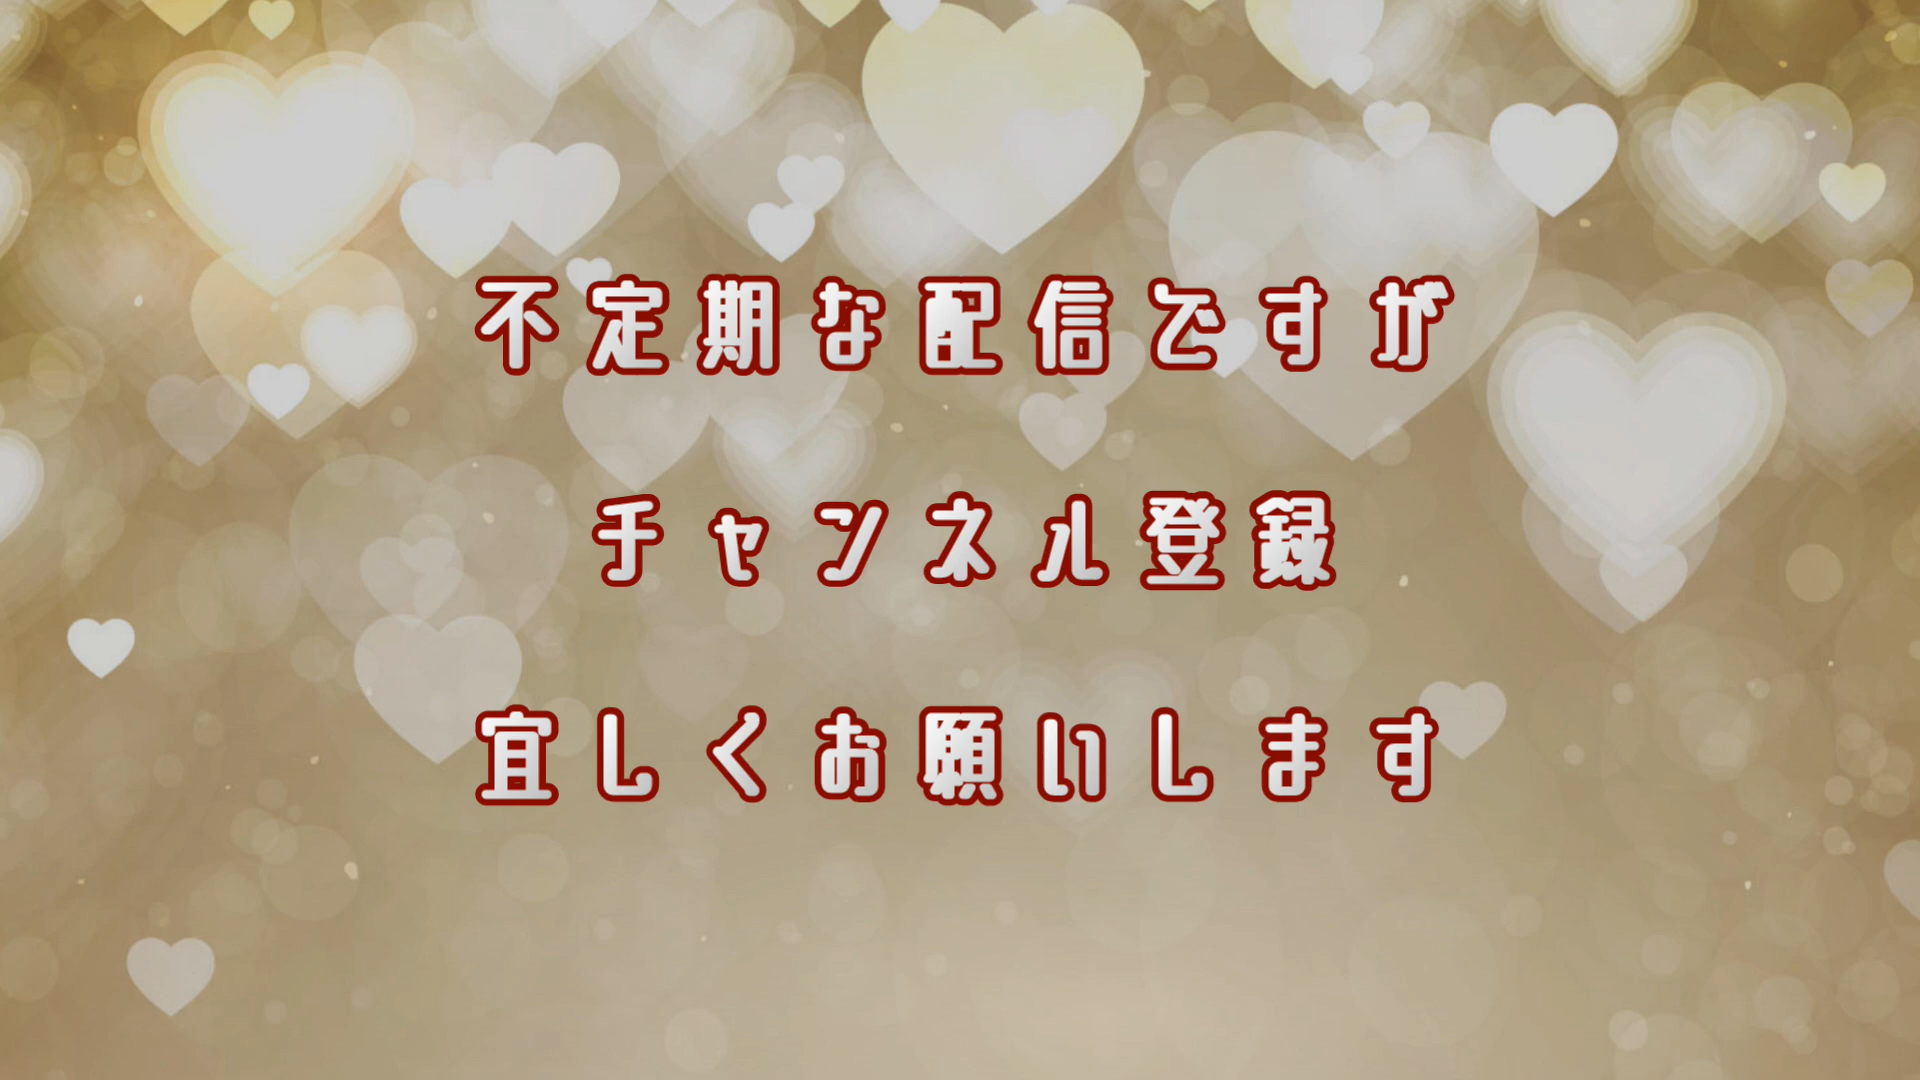 不定期な配信ですが
チャンネル登録
宜しくお願いします